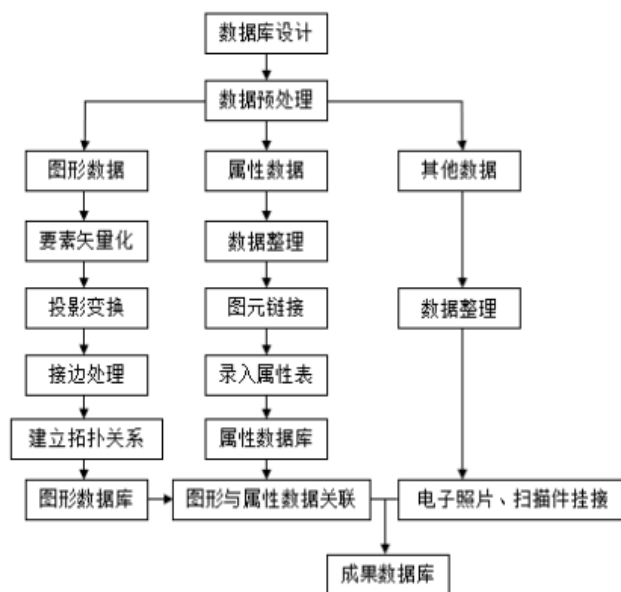 数据库设计
数据预处理
图形数据
属性数据
其他数据
要素矢量化
数据整理
投影变换
图元链接
数据整理
接边处理
录入属性表
建立拓扑关系
属性数据库
图形数据库
图形与属性数据关联
电子照片、扫描件挂接
成果数据库